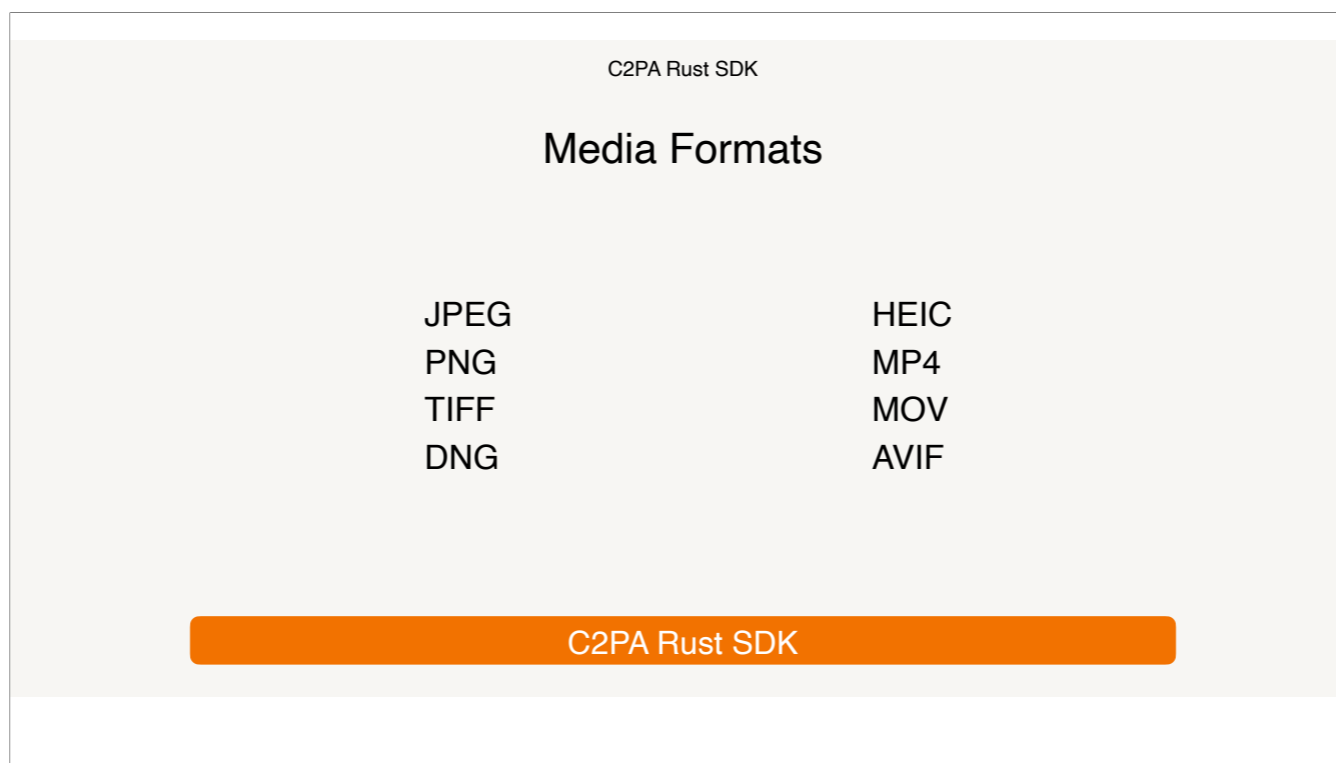 C2PA Rust SDK
Media Formats
JPEG
PNG
TIFF
DNG
HEIC
MP4
MOV
AVIF
C2PA Rust SDK